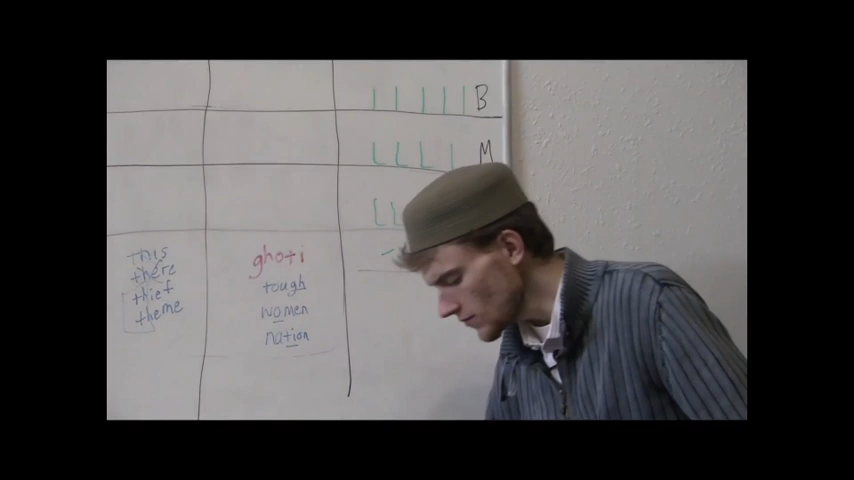 B
M
this
there
thief
theme
ghoti
tough
women
nation